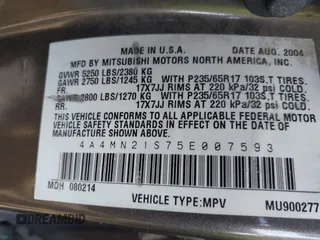 MADE IN U.S.A. DATE AUG. 2004
MFD BY MITSUBISHI MOTORS NORTH AMERICA, INC.
GVWR 5250 LBS/2380 KG
GAWR 2750 LBS/1245 KG WITH P235/65R17 103S,T TIRES.
FR. 17X7JJ RIMS AT 220 kPa/32 psi COLD
GAWR 2800 LBS/1270 KG WITH P235/65R17 103S,T TIRES.
RR. 17X7JJ RIMS AT 220 kPa/32 psi COLD
THIS VEHICLE CONFORMS TO ALL APPLICABLE FEDERAL MOTOR
VEHICLE SAFETY AND THEFT PREVENTION STANDARDS IN
EFFECT ON THE DATE OF MANUFACTURE SHOWN ABOVE.
4A4MN21S75E007593
MDH 080214 VEHICLE TYPE:MPV MU900277
DREAMBID